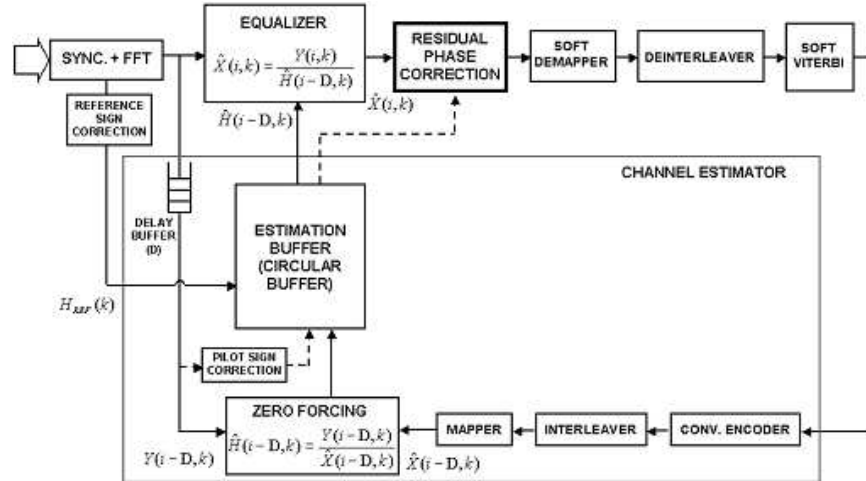 EQUALIZER
X̂(i,k) = Y(i,k) / Ĥ(i−D,k)
SYNC. + FFT
RESIDUAL
PHASE
CORRECTION
SOFT
DEMAPPER
DEINTERLEAVER
SOFT
VITERBI
REFERENCE
SIGN
CORRECTION
Ĥ(i−D,k)
X̂(i,k)
CHANNEL ESTIMATOR
DELAY
BUFFER
(D)
ESTIMATION
BUFFER
(CIRCULAR
BUFFER)
H_REF(k)
PILOT SIGN
CORRECTION
ZERO FORCING
Ĥ(i−D,k) = Y(i−D,k) / X̂(i−D,k)
MAPPER
INTERLEAVER
CONV. ENCODER
Y(i−D,k)
X̂(i−D,k)